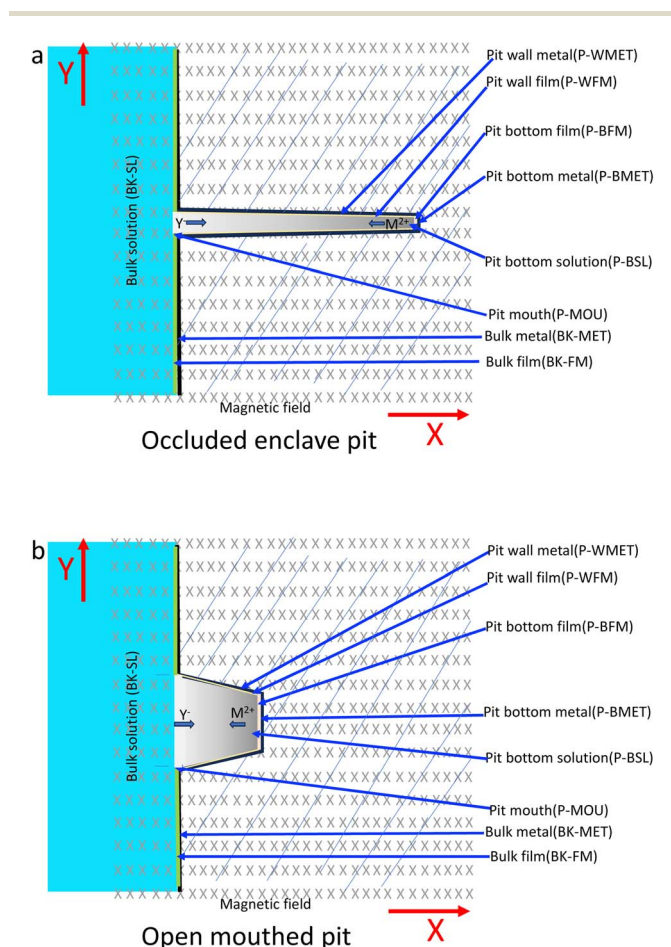 a
Y
Bulk solution (BK-SL)
Y-
M2+
Pit wall metal(P-WMET)
Pit wall film(P-WFM)
Pit bottom film(P-BFM)
Pit bottom metal(P-BMET)
Pit bottom solution(P-BSL)
Pit mouth(P-MOU)
Bulk metal(BK-MET)
Bulk film(BK-FM)
Magnetic field
X
Occluded enclave pit
b
Y
Bulk solution (BK-SL)
Y-
M2+
Pit wall metal(P-WMET)
Pit wall film(P-WFM)
Pit bottom film(P-BFM)
Pit bottom metal(P-BMET)
Pit bottom solution(P-BSL)
Pit mouth(P-MOU)
Bulk metal(BK-MET)
Bulk film(BK-FM)
Magnetic field
X
Open mouthed pit